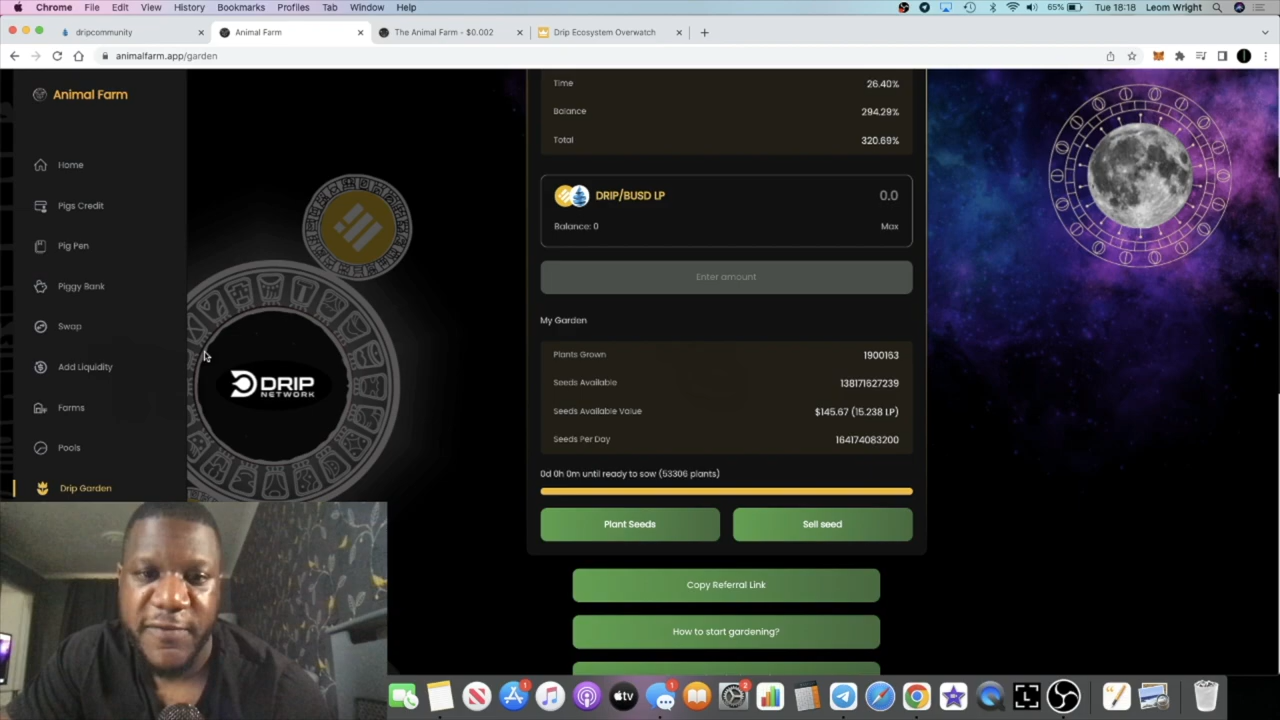 Chrome File Edit View History Bookmarks Profiles Tab Window Help 65% Tue 18:18 Leom Wright
dripcommunity Animal Farm The Animal Farm - $0.002 Drip Ecosystem Overwatch
animalfarm.app/garden
Animal Farm
Home
Pigs Credit
Pig Pen
Piggy Bank
Swap
Add Liquidity
Farms
Pools
Drip Garden
DRIP
NETWORK
Time 26.40%
Balance 294.29%
Total 320.69%
DRIP/BUSD LP 0.0
Balance: 0 Max
Enter amount
My Garden
Plants Grown 1900163
Seeds Available 138171627239
Seeds Available Value $145.67 (15.238 LP)
Seeds Per Day 164174083200
0d 0h 0m until ready to sow (53306 plants)
Plant Seeds Sell seed
Copy Referral Link
How to start gardening?
tv
1
1
2
L